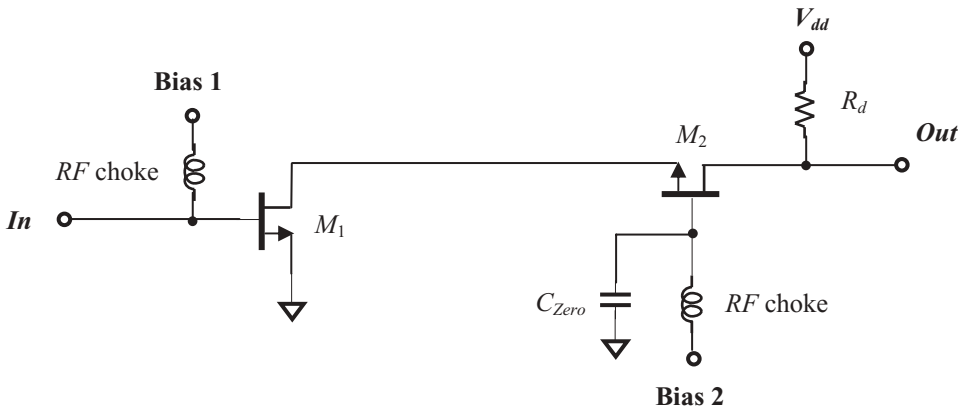 V_dd
Bias 1
R_d
M_2
Out
RF choke
In
M_1
C_Zero
RF choke
Bias 2